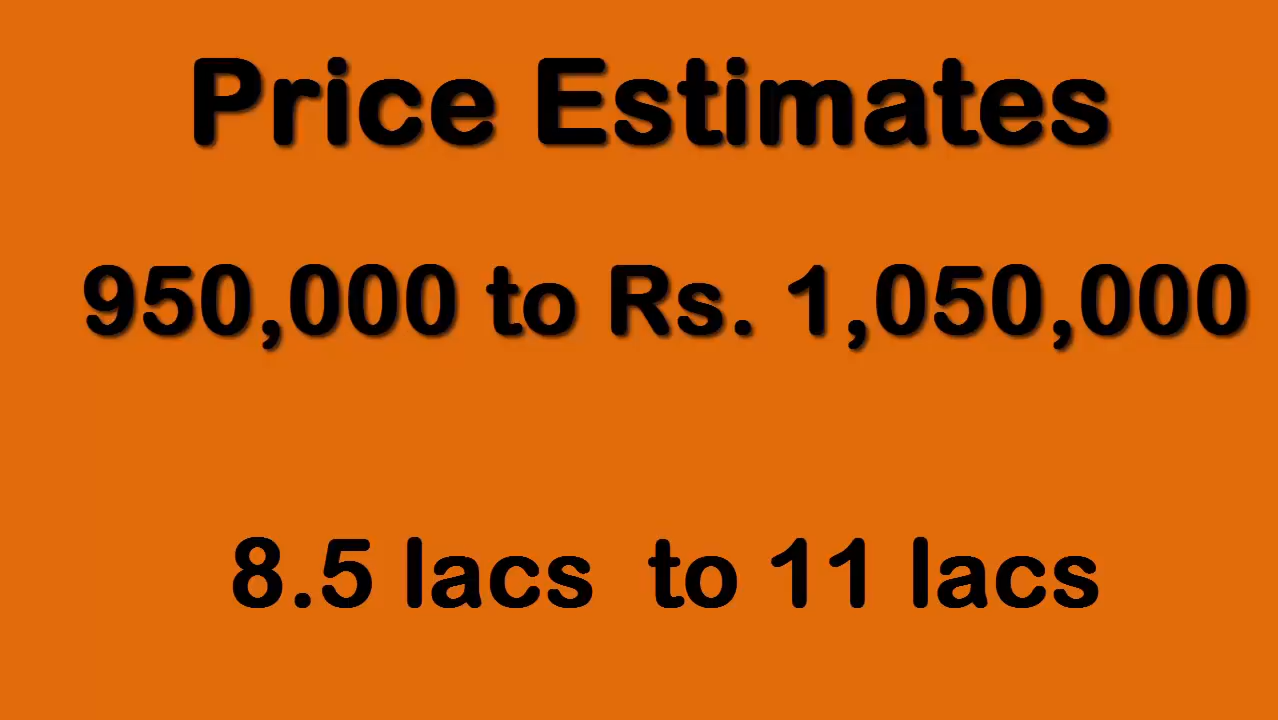 Price Estimates
950,000 to Rs. 1,050,000
8.5 lacs to 11 lacs